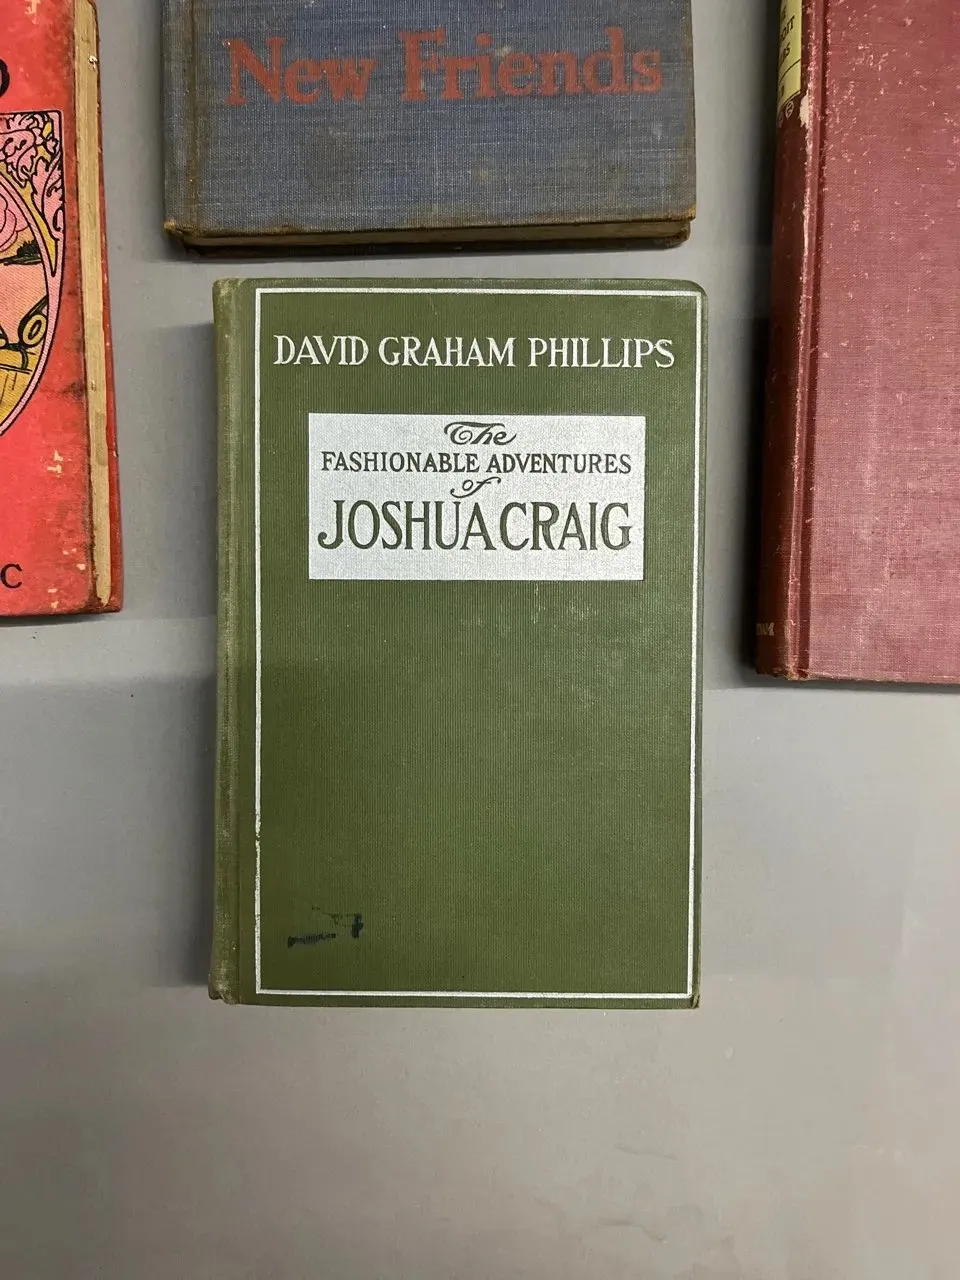 New Friends
DAVID GRAHAM PHILLIPS
The
FASHIONABLE ADVENTURES
of
JOSHUA CRAIG
C